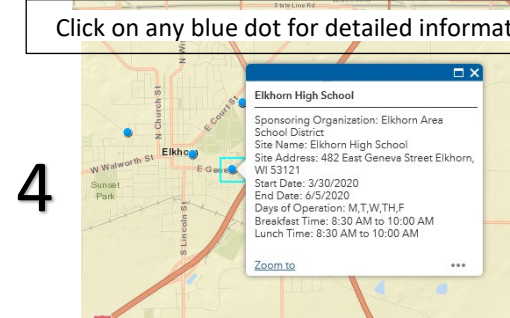 State Line Rd
Click on any blue dot for detailed informat
N Wi
N Church St
E Court St
Elkho
W Walworth St
E Gene
Sunset
Park
S Lincoln St
4
Elkhorn High School
Sponsoring Organization: Elkhorn Area
School District
Site Name: Elkhorn High School
Site Address: 482 East Geneva Street Elkhorn,
WI 53121
Start Date: 3/30/2020
End Date: 6/5/2020
Days of Operation: M,T,W,TH,F
Breakfast Time: 8:30 AM to 10:00 AM
Lunch Time: 8:30 AM to 10:00 AM
Zoom to